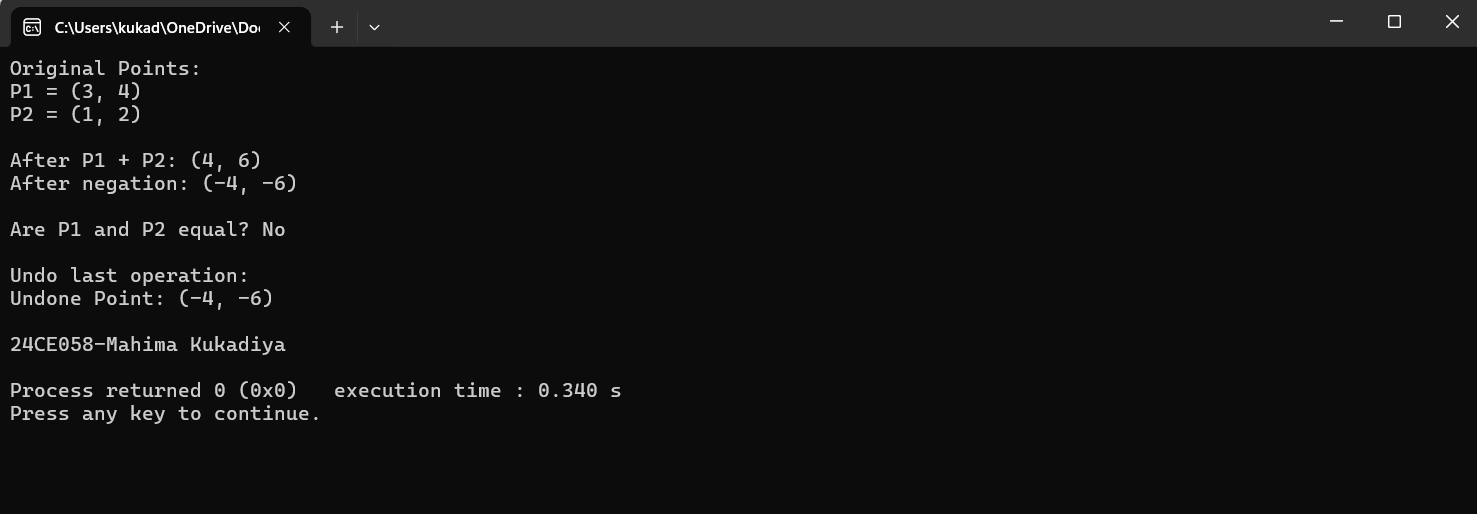 C:\Users\kukad\OneDrive\Do
Original Points:
P1 = (3, 4)
P2 = (1, 2)
After P1 + P2: (4, 6)
After negation: (-4, -6)
Are P1 and P2 equal? No
Undo last operation:
Undone Point: (-4, -6)
24CE058-Mahima Kukadiya
Process returned 0 (0x0)   execution time : 0.340 s
Press any key to continue.